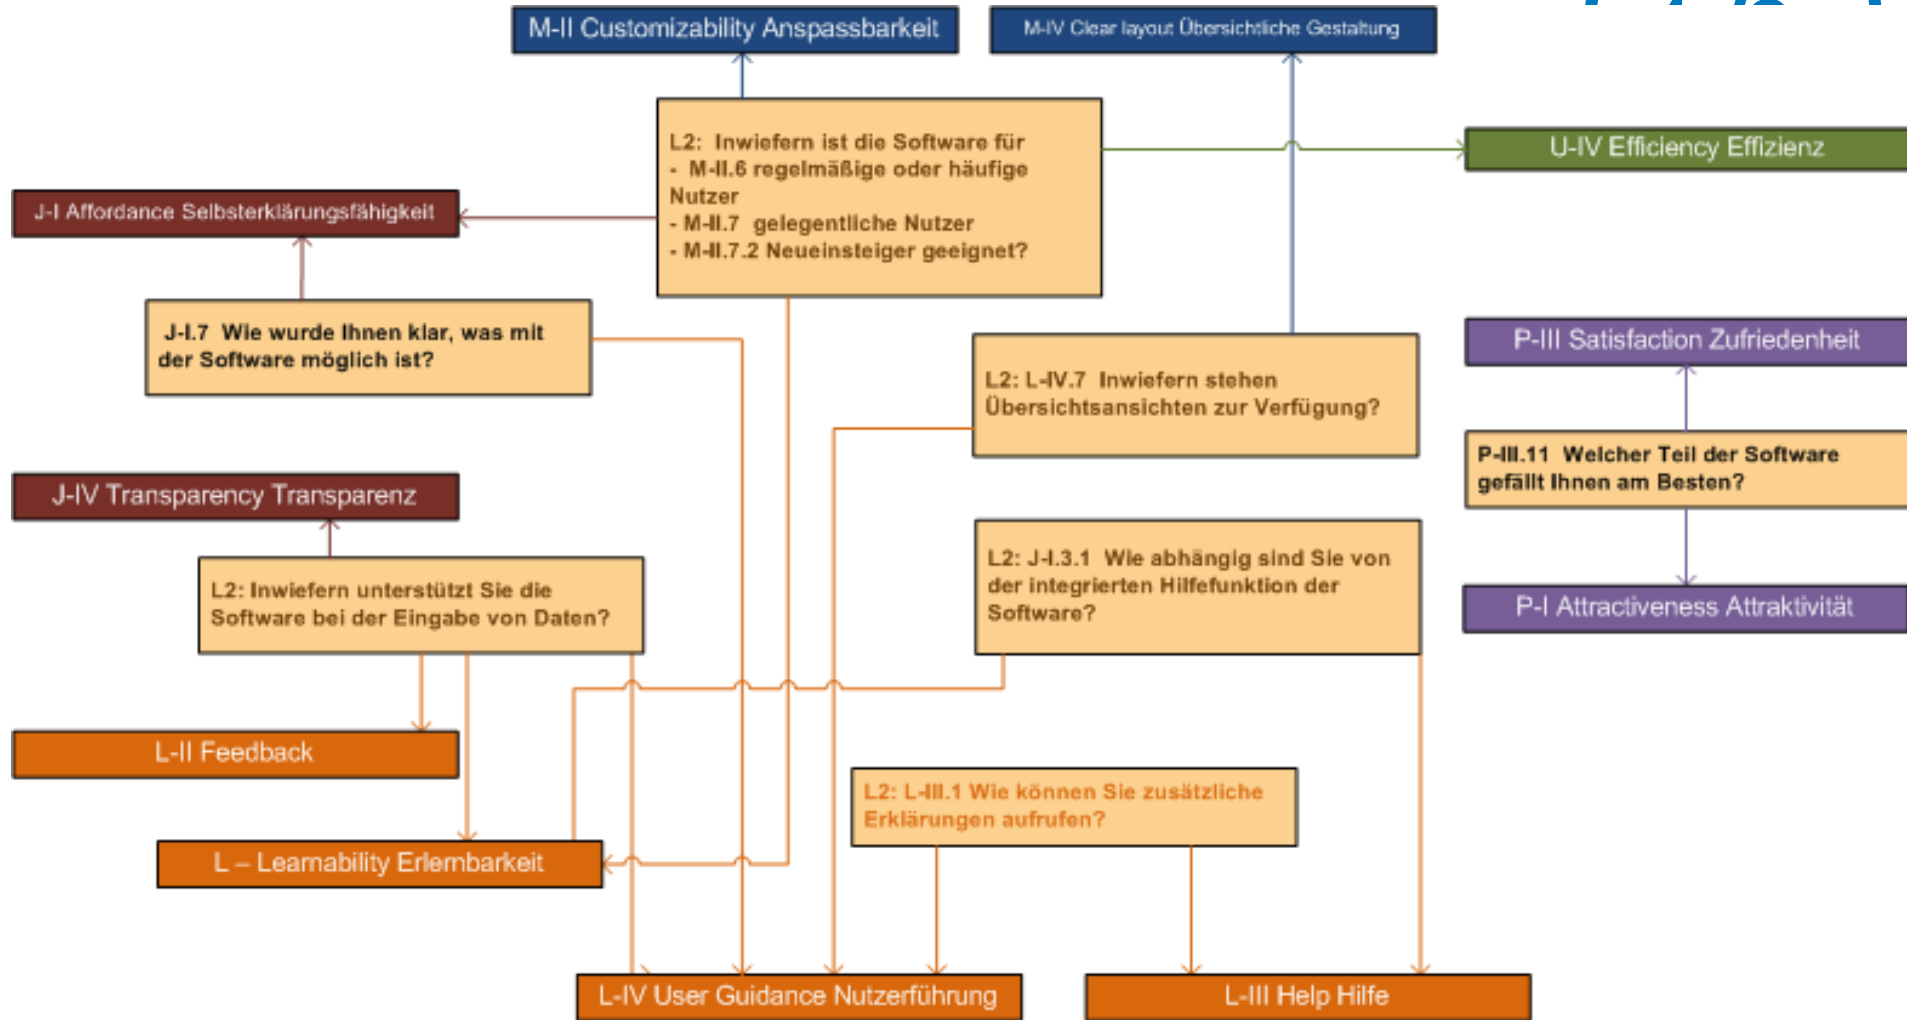 M-II Customizability Anspassbarkeit
M-IV Clear layout Übersichtliche Gestaltung
L2: Inwiefern ist die Software für
- M-II.6 regelmäßige oder häufige
Nutzer
- M-II.7 gelegentliche Nutzer
- M-II.7.2 Neueinsteiger geeignet?
U-IV Efficiency Effizienz
J-I Affordance Selbsterklärungsfähigkeit
J-I.7 Wie wurde Ihnen klar, was mit
der Software möglich ist?
L2: L-IV.7 Inwiefern stehen
Übersichtsansichten zur Verfügung?
P-III Satisfaction Zufriedenheit
P-III.11 Welcher Teil der Software
gefällt Ihnen am Besten?
J-IV Transparency Transparenz
L2: Inwiefern unterstützt Sie die
Software bei der Eingabe von Daten?
L2: J-I.3.1 Wie abhängig sind Sie von
der integrierten Hilfefunktion der
Software?
P-I Attractiveness Attraktivität
L-II Feedback
L2: L-III.1 Wie können Sie zusätzliche
Erklärungen aufrufen?
L – Learnability Erlernbarkeit
L-IV User Guidance Nutzerführung
L-III Help Hilfe